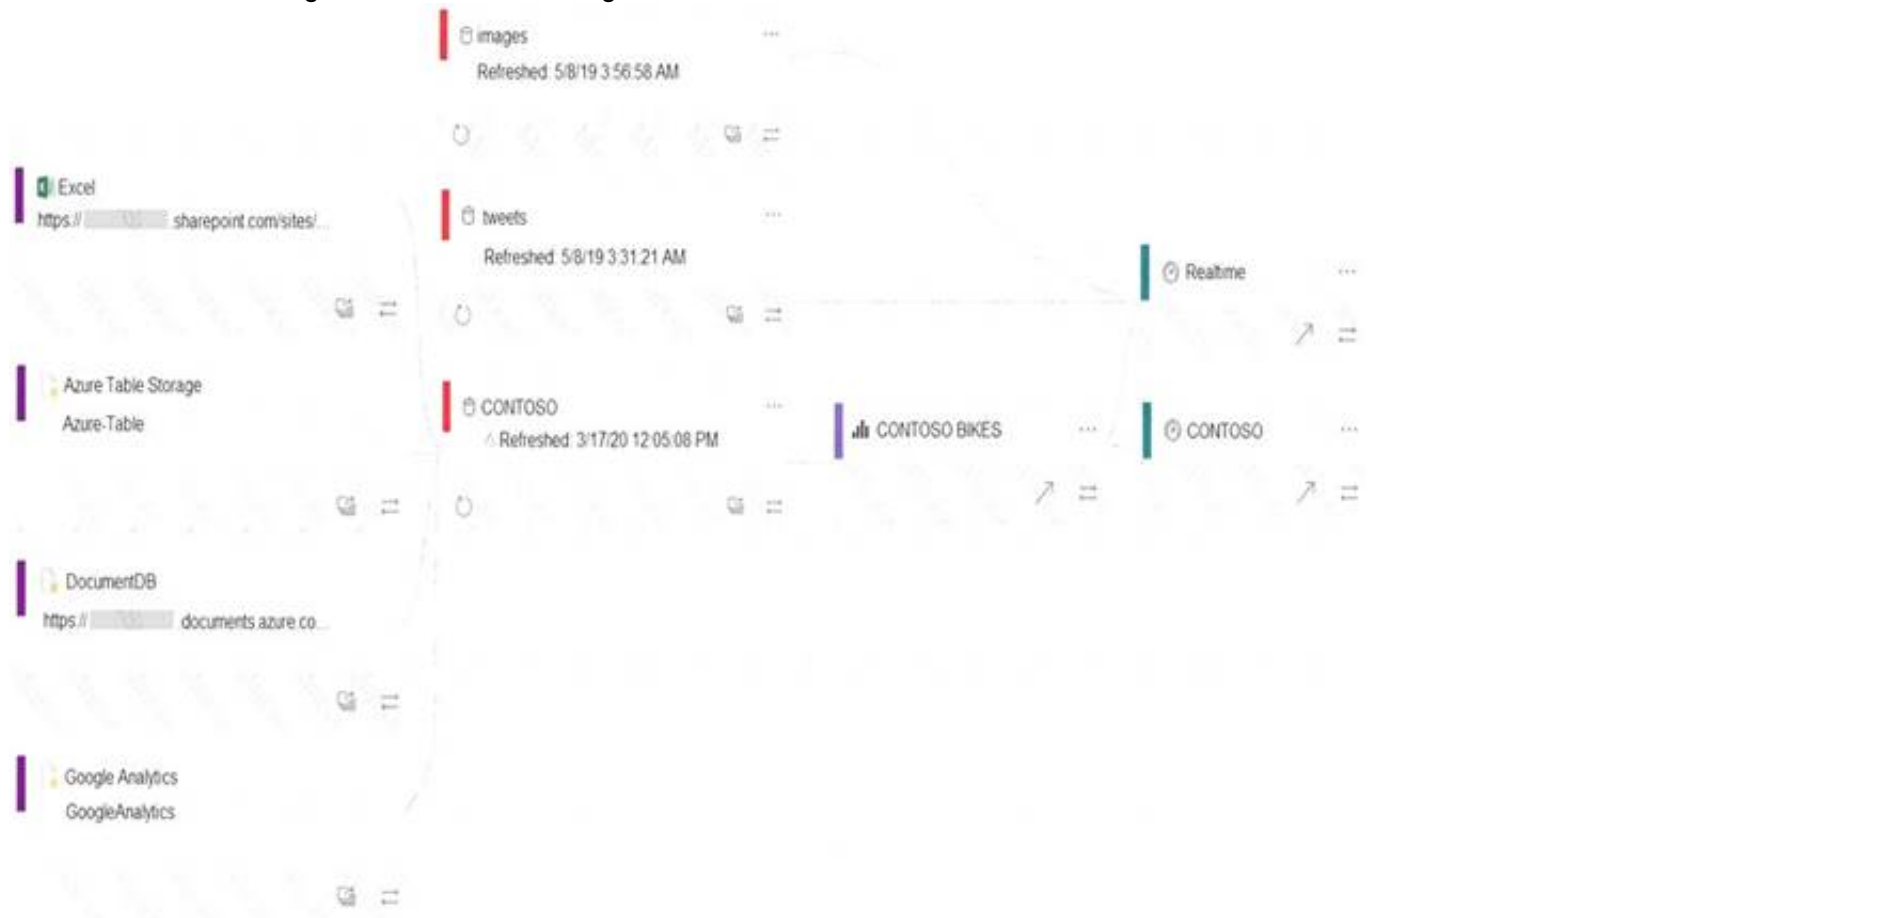 images
Refreshed: 5/8/19 3:56:58 AM
Excel
https:// sharepoint.com/sites/...
tweets
Refreshed: 5/8/19 3:31:21 AM
Realtime
Azure Table Storage
Azure-Table
CONTOSO
Refreshed: 3/17/20 12:05:08 PM
CONTOSO BIKES
CONTOSO
DocumentDB
https:// documents.azure.co...
Google Analytics
GoogleAnalytics